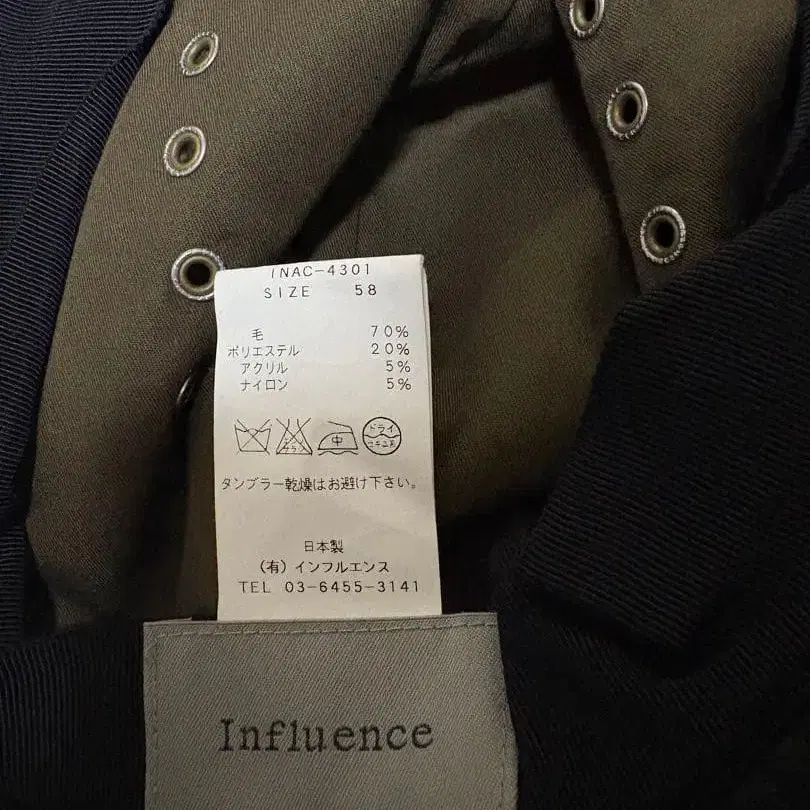 INAC-4301
SIZE 58
毛 70%
ポリエステル 20%
アクリル 5%
ナイロン 5%
中 ドライ
タンブラー乾燥はお避け下さい。
日本製
(有)インフルエンス
TEL 03-6455-3141
Influence